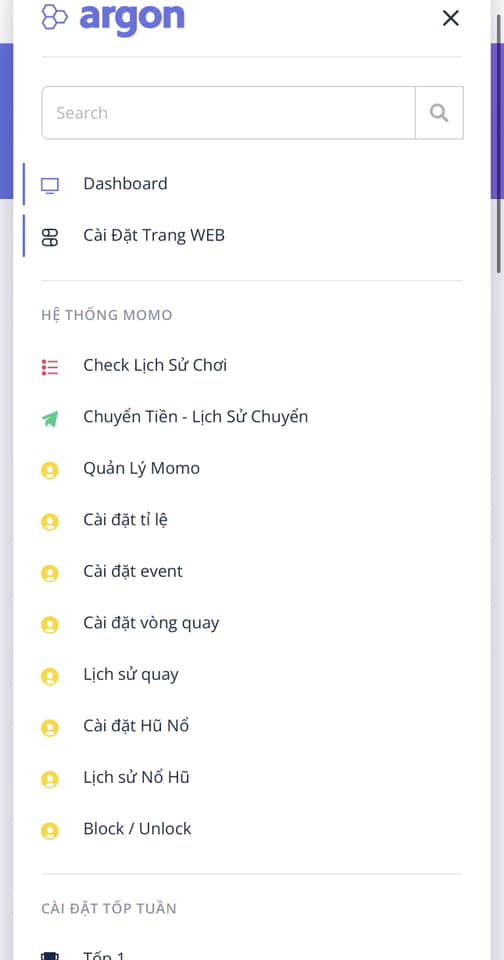 argon
Search
Dashboard
Cài Đặt Trang WEB
HỆ THỐNG MOMO
Check Lịch Sử Chơi
Chuyển Tiền - Lịch Sử Chuyển
Quản Lý Momo
Cài đặt tỉ lệ
Cài đặt event
Cài đặt vòng quay
Lịch sử quay
Cài đặt Hũ Nổ
Lịch sử Nổ Hũ
Block / Unlock
CÀI ĐẶT TỐP TUẦN
Tốp 1